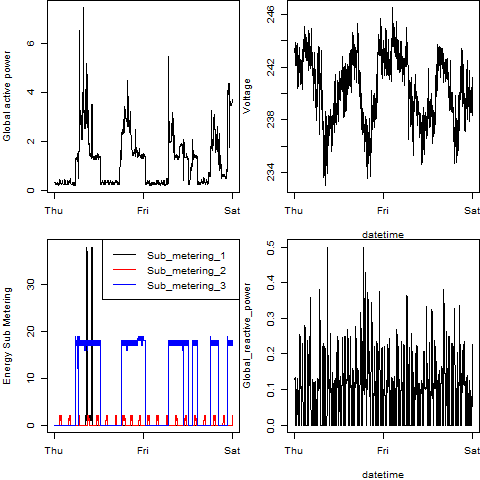 Global active power
6
4
2
0
Thu Fri Sat
Voltage
246
242
238
234
Thu Fri Sat
datetime
Energy Sub Metering
30
20
10
0
Sub_metering_1
Sub_metering_2
Sub_metering_3
Thu Fri Sat
Global_reactive_power
0.5
0.4
0.3
0.2
0.1
0.0
Thu Fri Sat
datetime